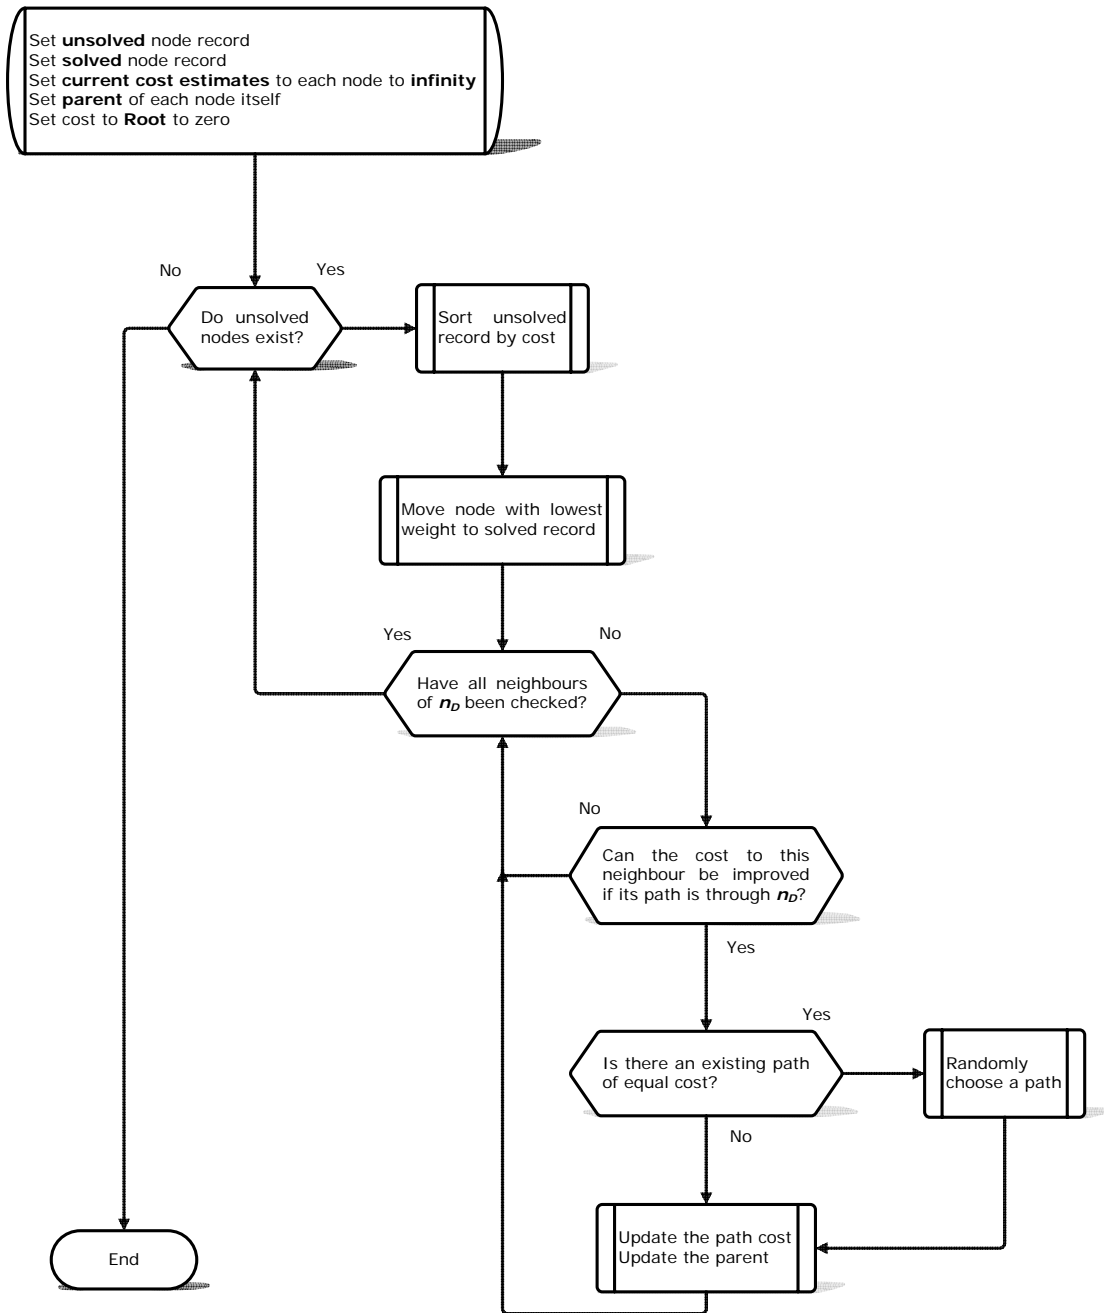 Set unsolved node record
Set solved node record
Set current cost estimates to each node to infinity
Set parent of each node itself
Set cost to Root to zero
No
Yes
Do unsolved
nodes exist?
Sort unsolved
record by cost
Move node with lowest
weight to solved record
Yes
No
Have all neighbours
of nD been checked?
No
Can the cost to this
neighbour be improved
if its path is through nD?
Yes
Yes
Is there an existing path
of equal cost?
Randomly
choose a path
No
Update the path cost
Update the parent
End